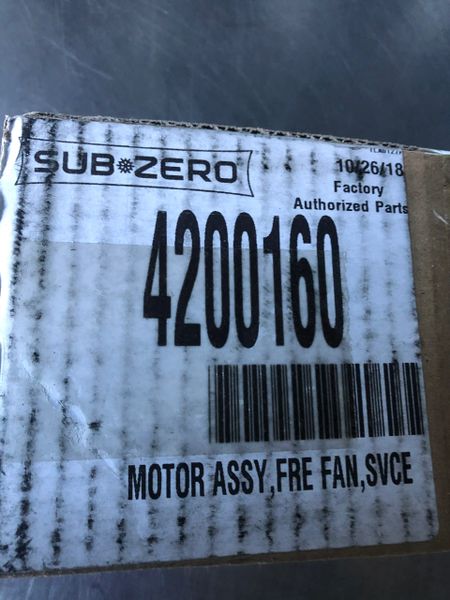 SUB ZERO
10/26/18
Factory
Authorized Parts
4200160
MOTOR ASSY,FRE FAN,SVCE